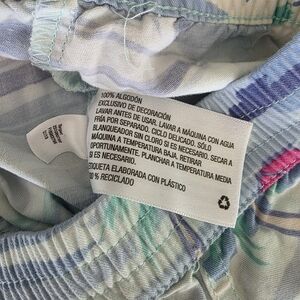 100% ALGODÓN
EXCLUSIVO DE DECORACIÓN
LAVAR ANTES DE USAR. LAVAR A MÁQUINA CON AGUA
FRÍA POR SEPARADO. CICLO DELICADO. SÓLO
BLANQUEADOR SIN CLORO SI ES NECESARIO. SECAR A
MÁQUINA A TEMPERATURA BAJA. RETIRAR
OPORTUNAMENTE. PLANCHAR A TEMPERATURA MEDIA
SI ES NECESARIO.
ETIQUETA ELABORADA CON PLÁSTICO
% RECICLADO